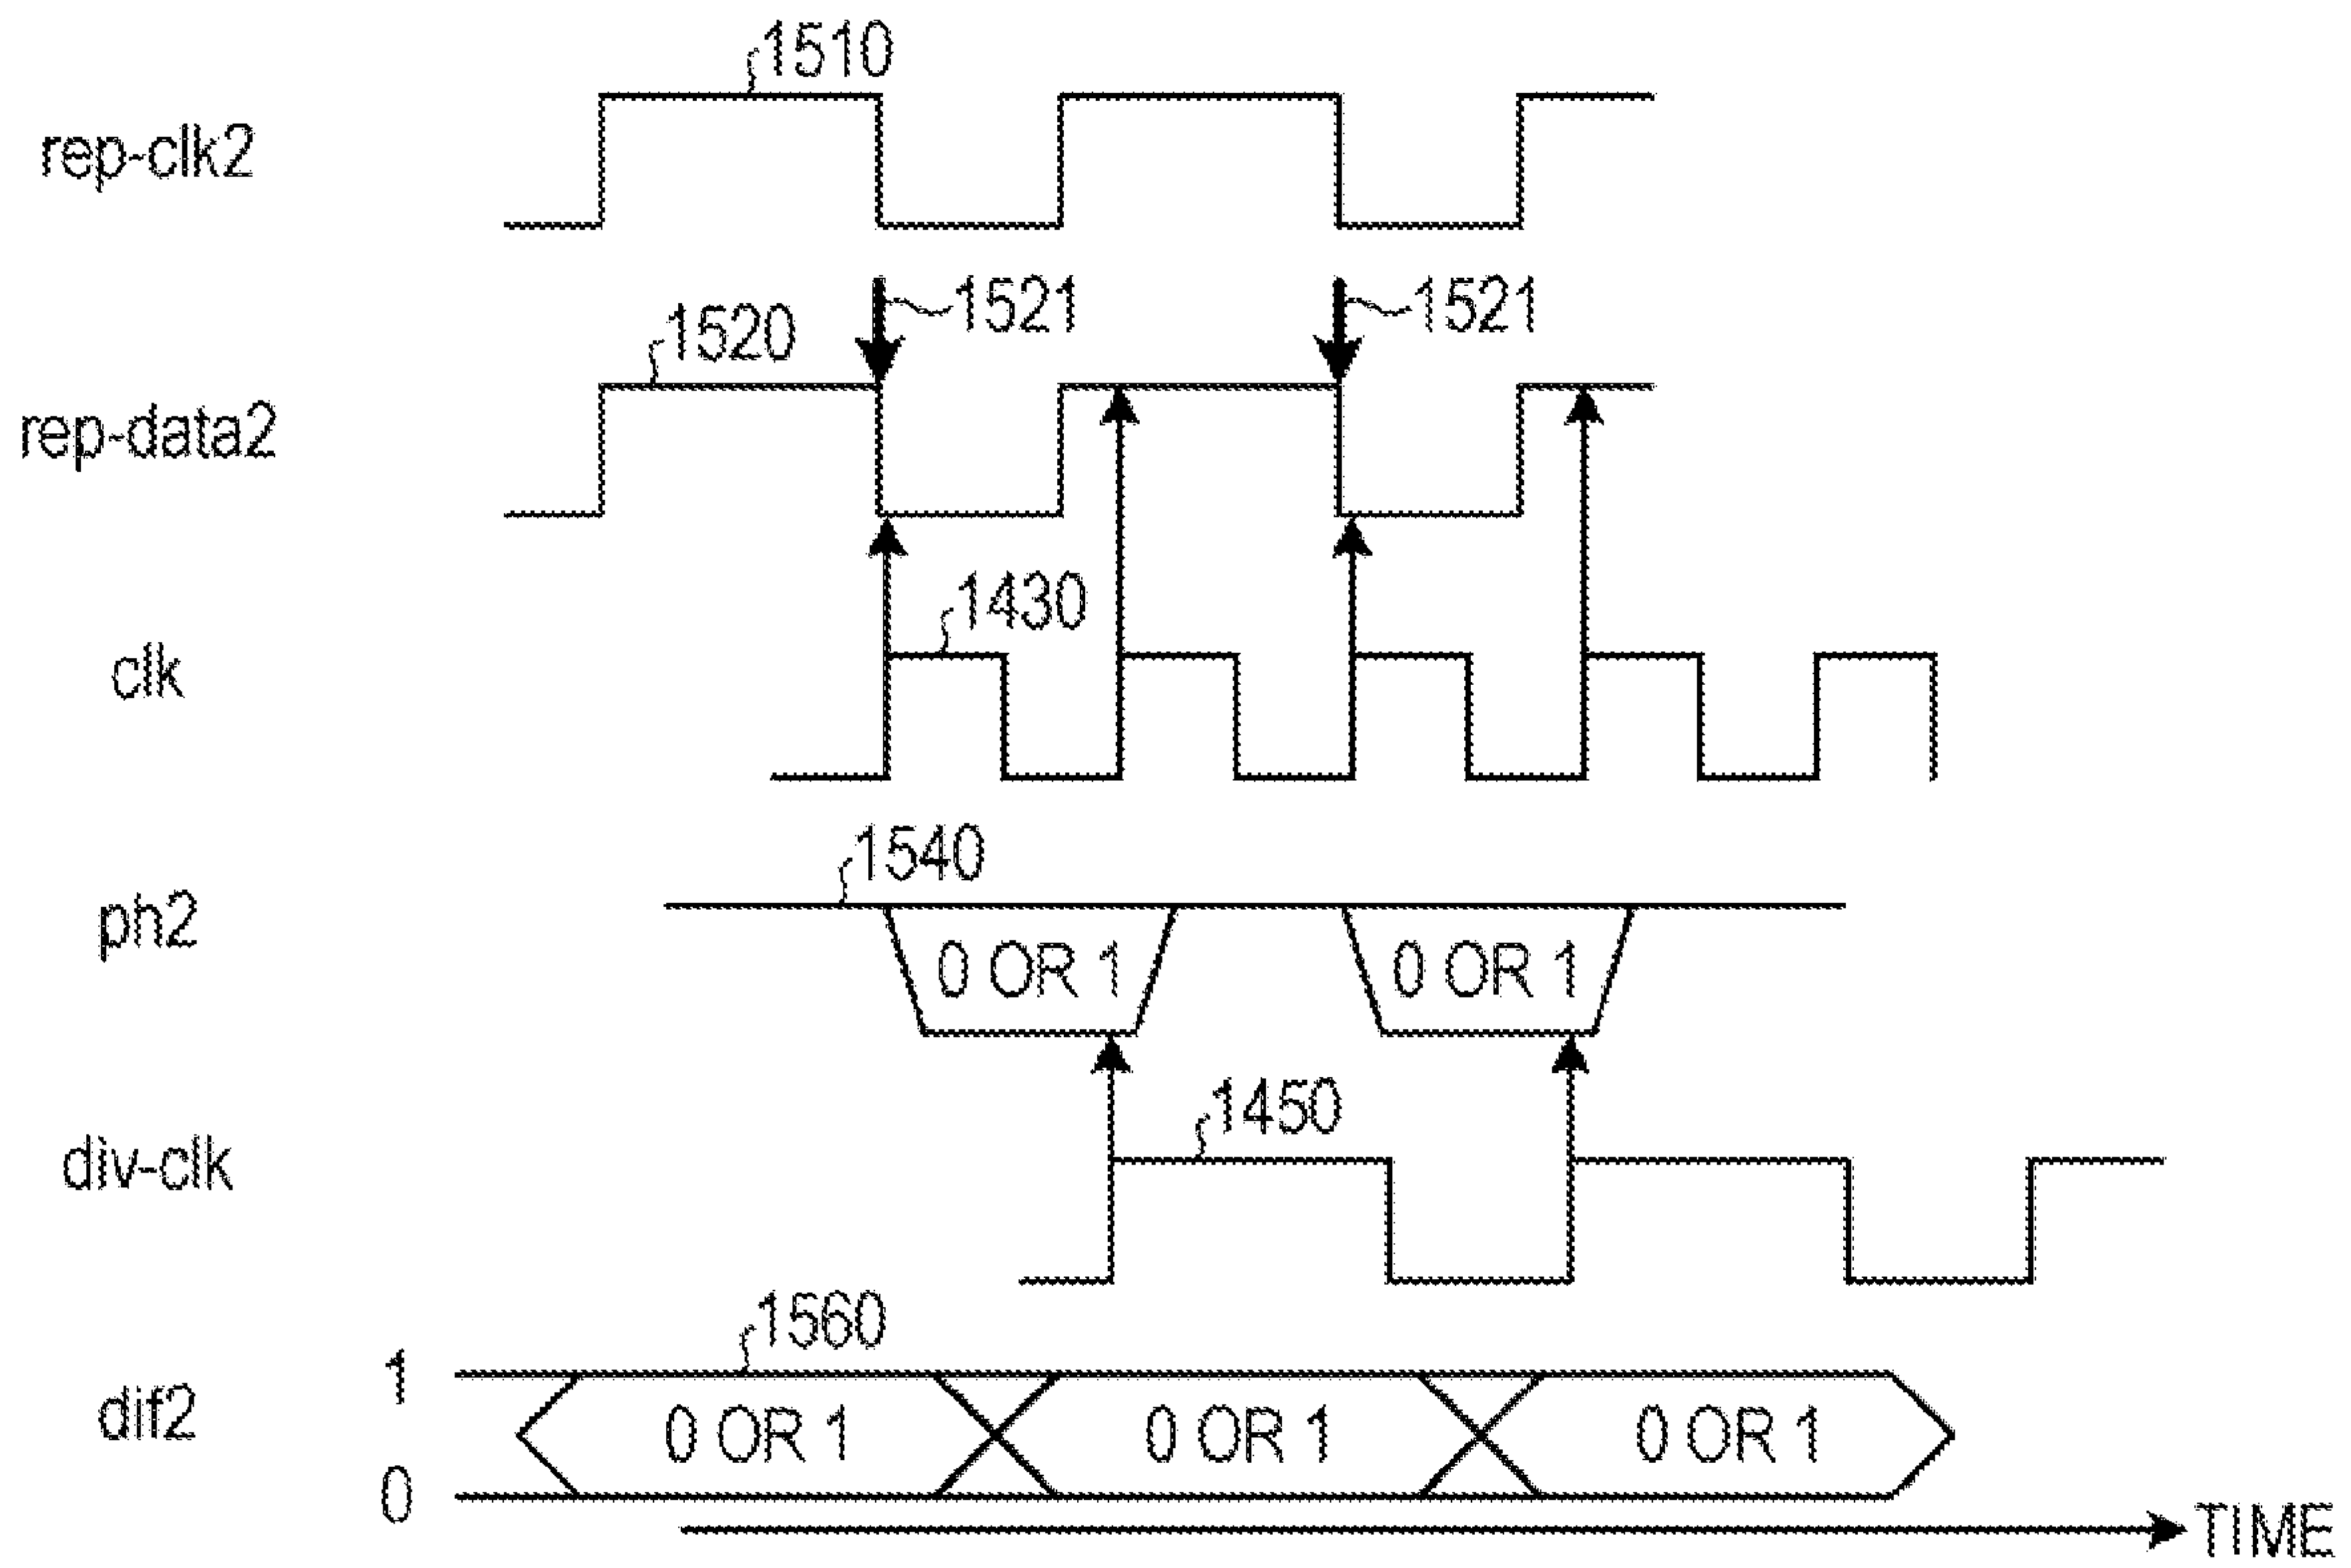 1510
rep-clk2
1521
1521
1520
rep-data2
1430
clk
1540
ph2
0 OR 1
0 OR 1
1450
div-clk
1560
1
dif2
0 OR 1
0 OR 1
0 OR 1
0
TIME